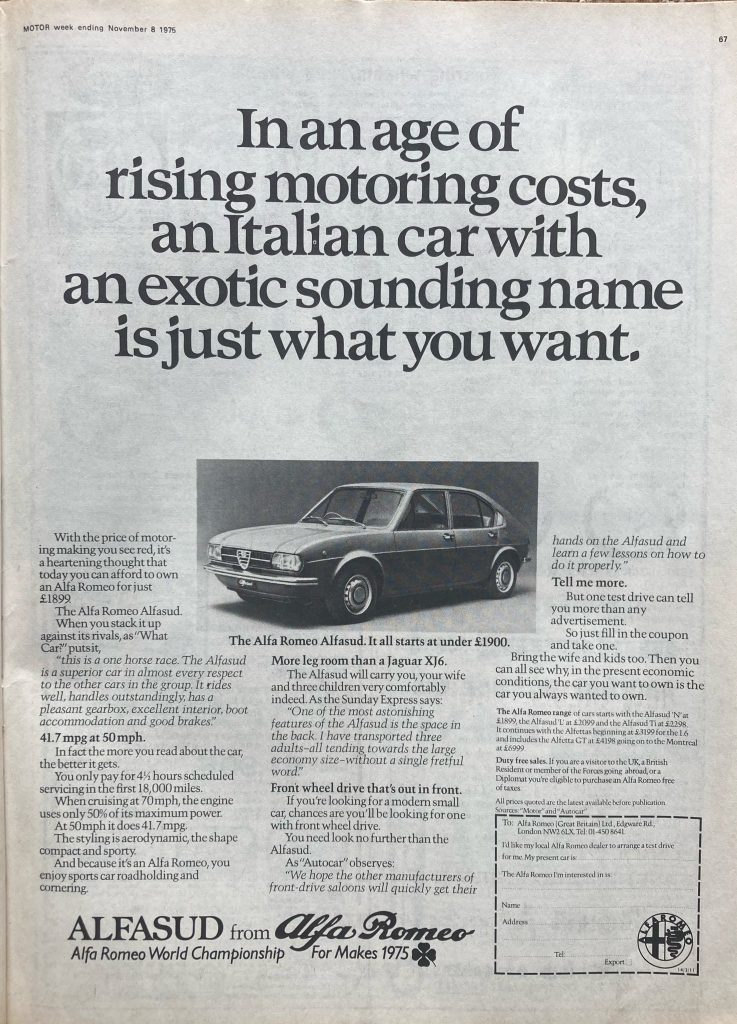 MOTOR week ending November 8 1975
67
In an age of
rising motoring costs,
an Italian car with
an exotic sounding name
is just what you want.
With the price of motor-
ing making you see red, it's
a heartening thought that
today you can afford to own
an Alfa Romeo for just
£1899
The Alfa Romeo Alfasud.
When you stack it up
against its rivals, as "What
Car?" puts it,
"this is a one horse race. The Alfasud
is a superior car in almost every respect
to the other cars in the group. It rides
well, handles outstandingly, has a
pleasant gearbox, excellent interior, boot
accommodation and good brakes."
41.7 mpg at 50 mph.
In fact the more you read about the car,
the better it gets.
You only pay for 4½ hours scheduled
servicing in the first 18,000 miles.
When cruising at 70 mph, the engine
uses only 50% of its maximum power.
At 50 mph it does 41.7 mpg.
The styling is aerodynamic, the shape
compact and sporty.
And because it's an Alfa Romeo, you
enjoy sports car roadholding and
cornering.
The Alfa Romeo Alfasud. It all starts at under £1900.
More leg room than a Jaguar XJ6.
The Alfasud will carry you, your wife
and three children very comfortably
indeed. As the Sunday Express says:
"One of the most astonishing
features of the Alfasud is the space in
the back. I have transported three
adults–all tending towards the large
economy size–without a single fretful
word."
Front wheel drive that's out in front.
If you're looking for a modern small
car, chances are you'll be looking for one
with front wheel drive.
You need look no further than the
Alfasud.
As "Autocar" observes:
"We hope the other manufacturers of
front-drive saloons will quickly get their
hands on the Alfasud and
learn a few lessons on how to
do it properly."
Tell me more.
But one test drive can tell
you more than any
advertisement.
So just fill in the coupon
and take one.
Bring the wife and kids too. Then you
can all see why, in the present economic
conditions, the car you want to own is the
car you always wanted to own.
The Alfa Romeo range of cars starts with the Alfasud 'N' at
£1899, the Alfasud 'L' at £2099 and the Alfasud Ti at £2298.
It continues with the Alfettas beginning at £3199 for the 1.6
and includes the Alfetta GT at £4198 going on to the Montreal
at £6999
Duty free sales. If you are a visitor to the UK, a British
Resident or member of the Forces going abroad, or a
Diplomat you're eligible to purchase an Alfa Romeo free
of taxes.
All prices quoted are the latest available before publication
Sources: "Motor" and "Autocar"
To: Alfa Romeo (Great Britain) Ltd., Edgware Rd.,
London NW2 6LX. Tel: 01-450 8641.
I'd like my local Alfa Romeo dealer to arrange a test drive
for me. My present car is:
The Alfa Romeo I'm interested in is:
Name
Address
Tel:
Export
ALFA ROMEO
14/3/11
ALFASUD from Alfa Romeo
Alfa Romeo World Championship For Makes 1975